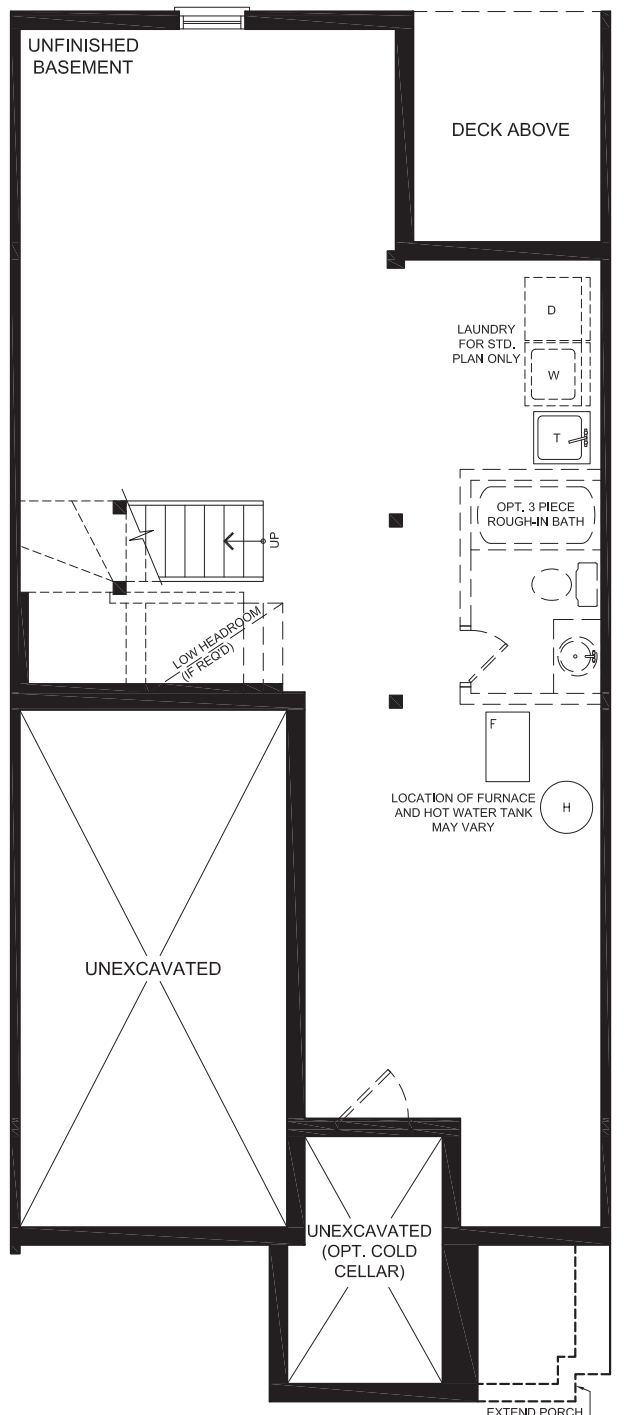 UNFINISHED
BASEMENT
DECK ABOVE
D
LAUNDRY
FOR STD.
PLAN ONLY
W
T
OPT. 3 PIECE
ROUGH-IN BATH
UP
LOW HEADROOM
(IF REQ'D)
F
LOCATION OF FURNACE
AND HOT WATER TANK
MAY VARY
H
UNEXCAVATED
UNEXCAVATED
(OPT. COLD
CELLAR)
EXTEND PORCH